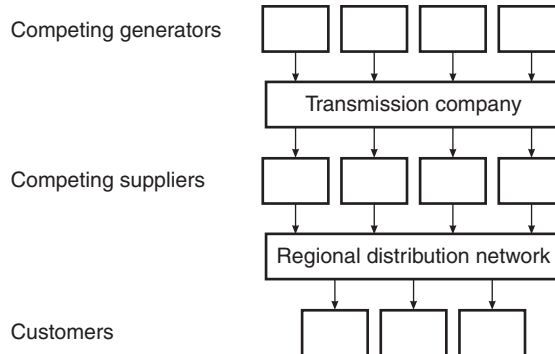 Competing generators
Transmission company
Competing suppliers
Regional distribution network
Customers